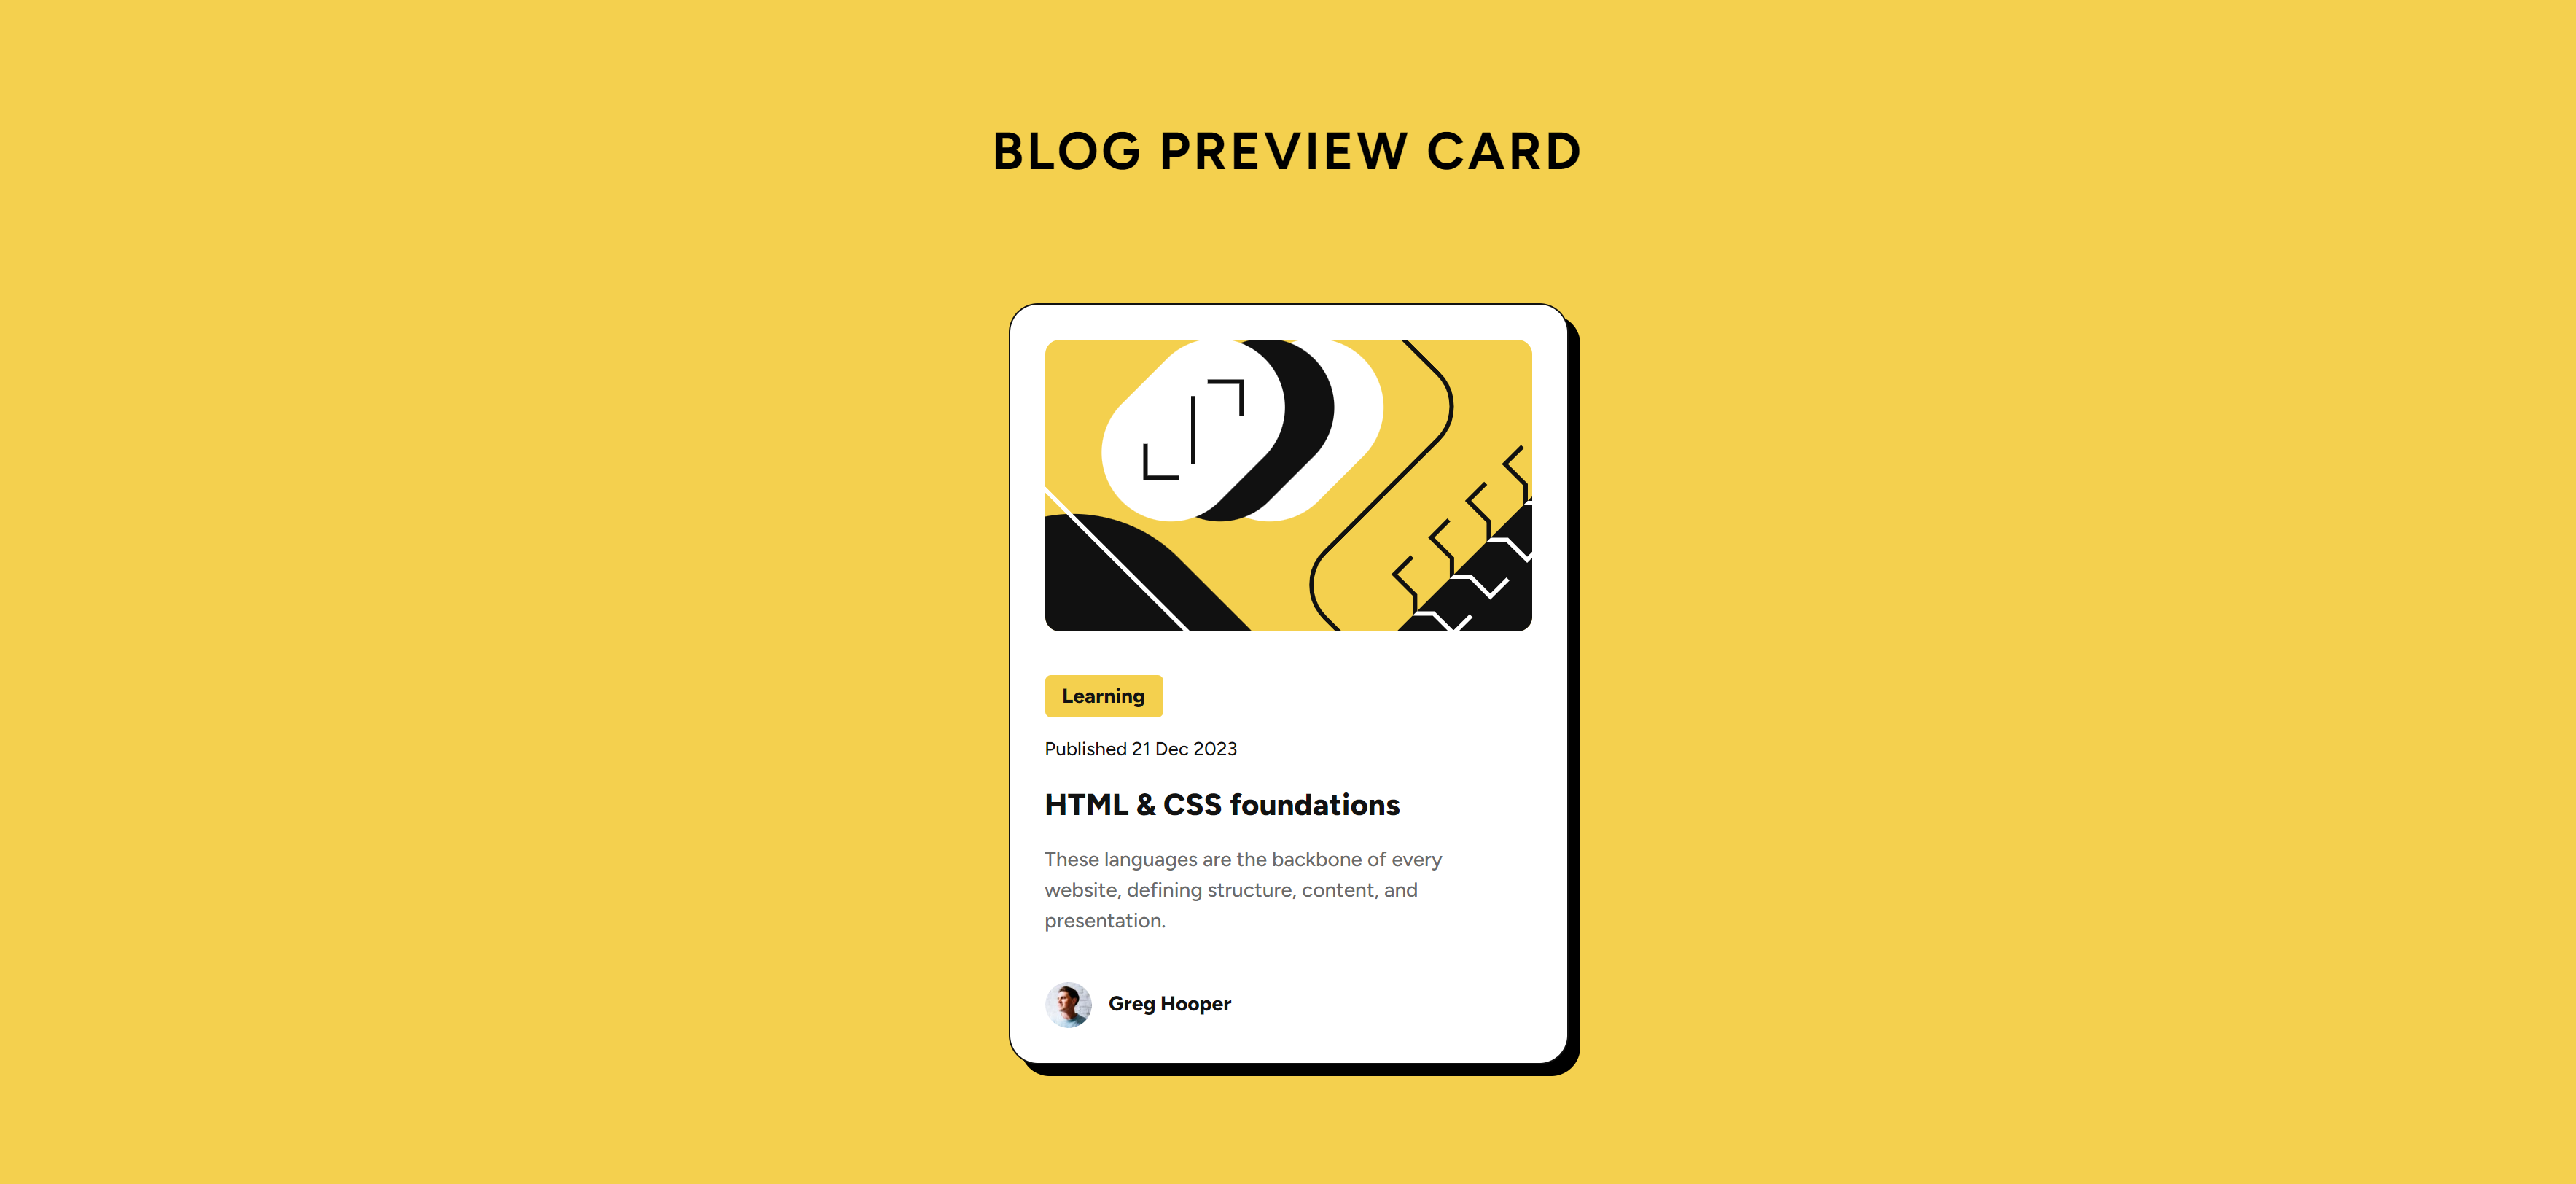 BLOG PREVIEW CARD
Learning
Published 21 Dec 2023
HTML & CSS foundations
These languages are the backbone of every
website, defining structure, content, and
presentation.
Greg Hooper